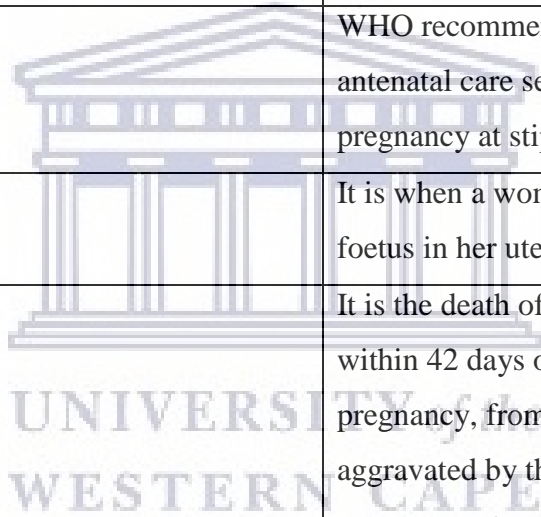 WHO recomme
antenatal care se
pregnancy at sti
It is when a wo
foetus in her ute
It is the death of
within 42 days
pregnancy, from
aggravated by th
UNIVERSITY of the
WESTERN CAPE